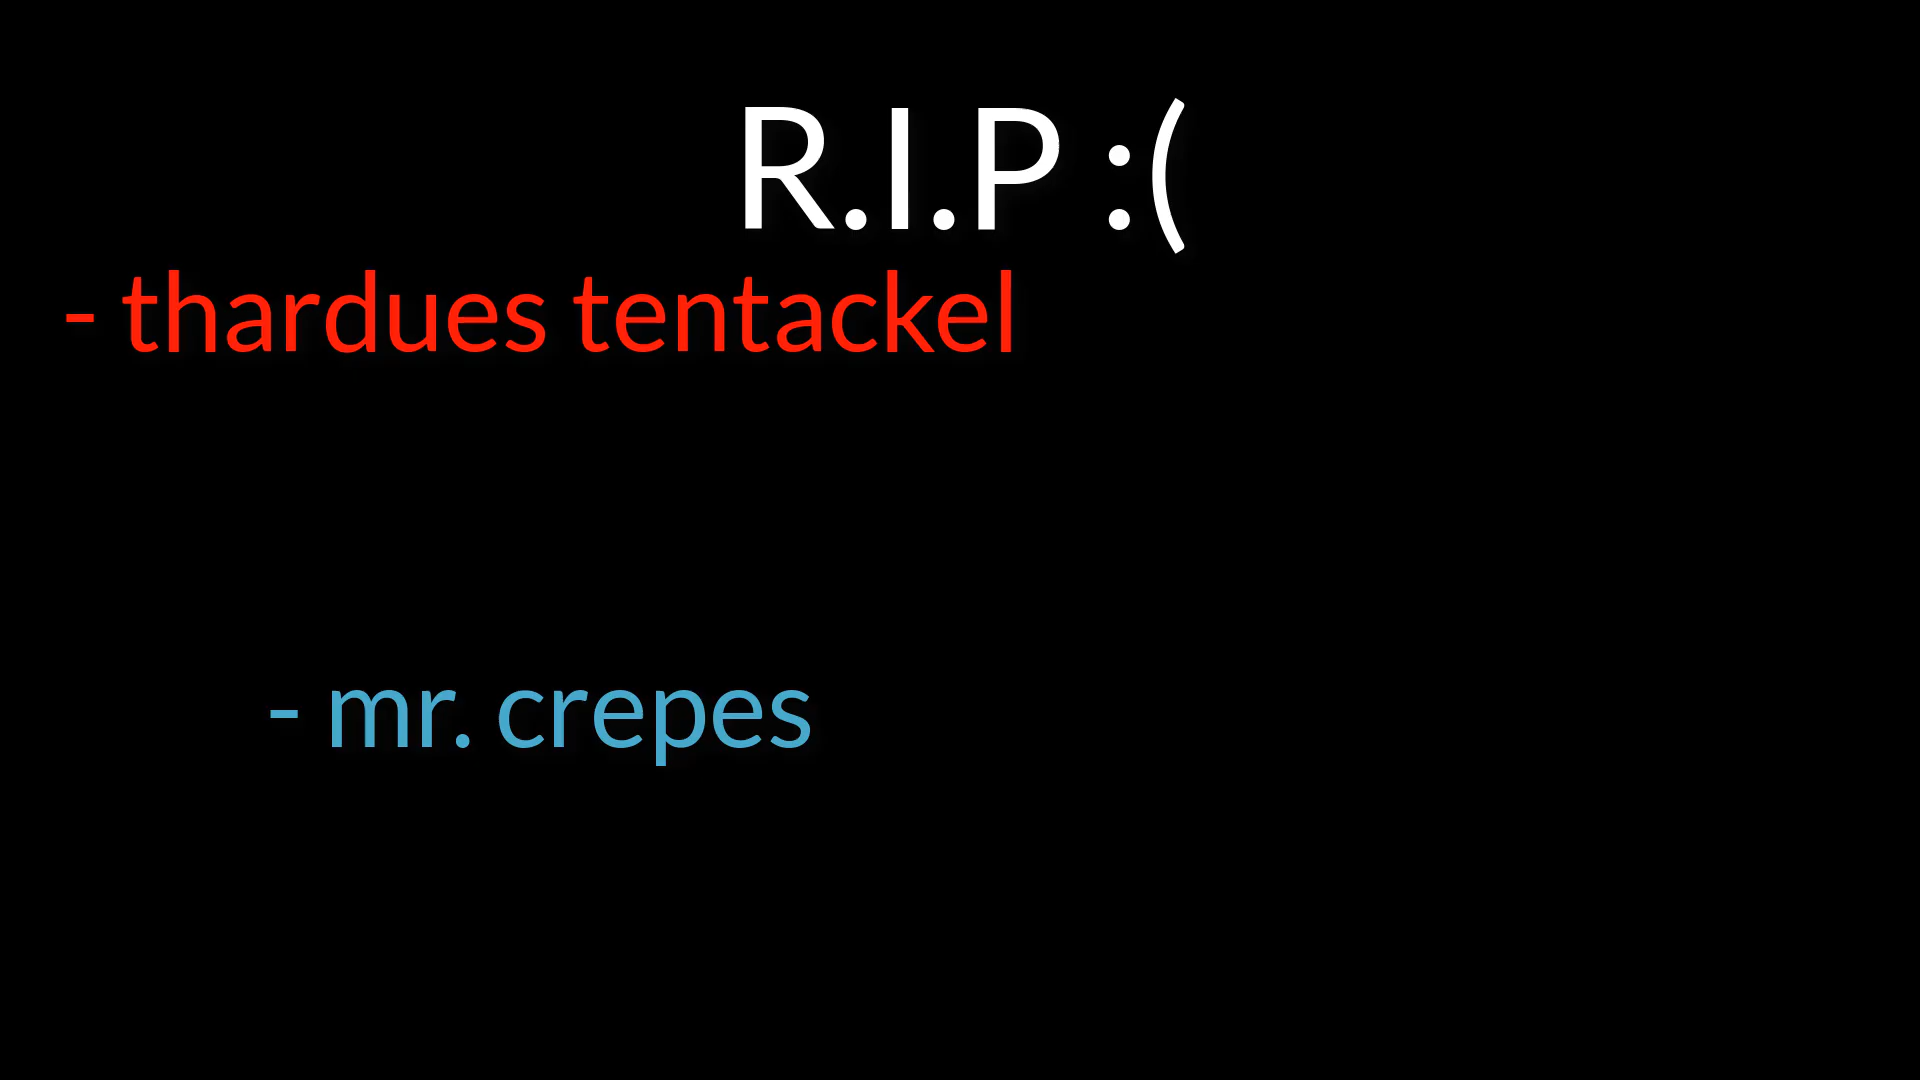 R.I.P :(
- thardues tentackel
- mr. crepes